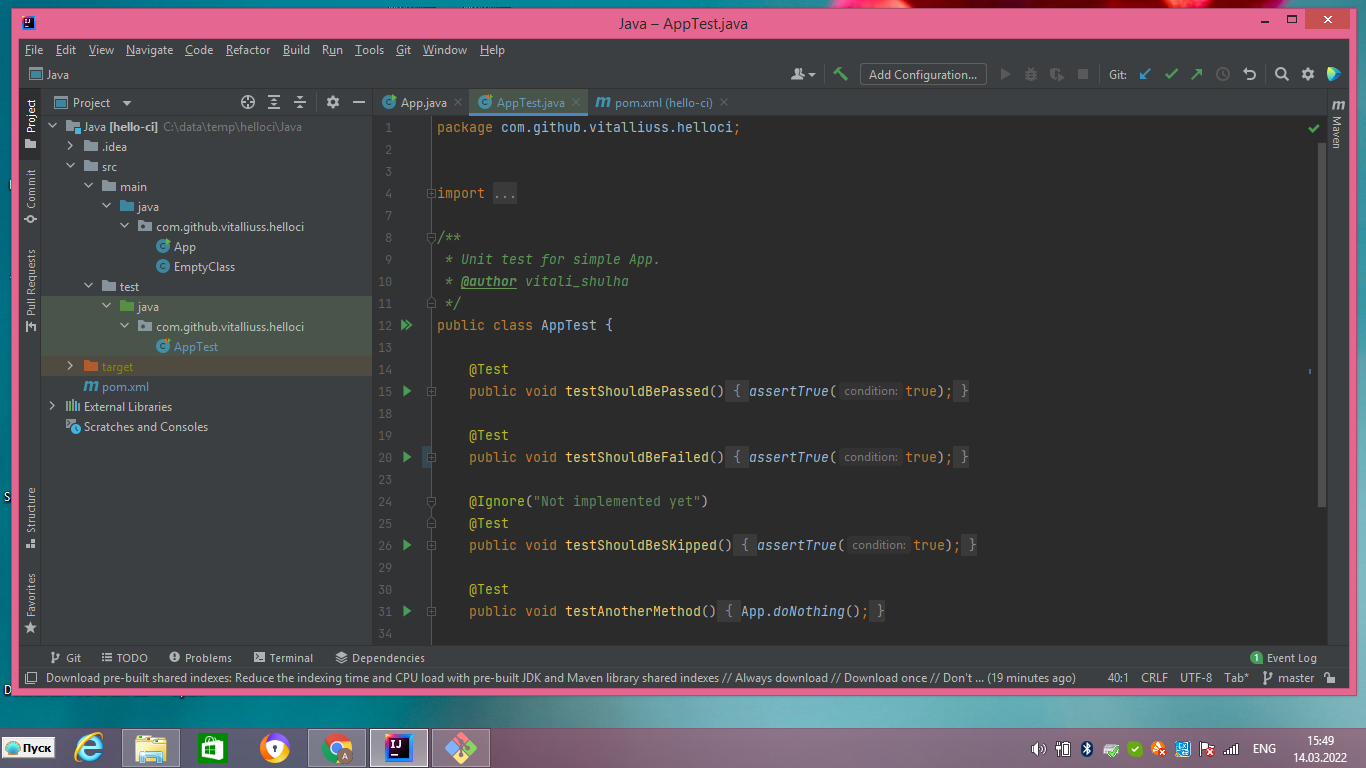 Java – AppTest.java
File Edit View Navigate Code Refactor Build Run Tools Git Window Help
Java
Add Configuration...
Git:
Project
Commit
Pull Requests
Structure
Favorites
Project
Java [hello-ci] C:\data\temp\helloci\Java
.idea
src
main
java
com.github.vitalliuss.helloci
App
EmptyClass
test
java
com.github.vitalliuss.helloci
AppTest
target
pom.xml
External Libraries
Scratches and Consoles
App.java
AppTest.java
pom.xml (hello-ci)
Maven
1 package com.github.vitalliuss.helloci;
2
3
4 import ...
7
8 /**
9 * Unit test for simple App.
10 * @author vitali_shulha
11 */
12 public class AppTest {
13
14 @Test
15 public void testShouldBePassed() { assertTrue( condition: true); }
18
19 @Test
20 public void testShouldBeFailed() { assertTrue( condition: true); }
23
24 @Ignore("Not implemented yet")
25 @Test
26 public void testShouldBeSKipped() { assertTrue( condition: true); }
29
30 @Test
31 public void testAnotherMethod() { App.doNothing(); }
34
Git TODO Problems Terminal Dependencies
1 Event Log
Download pre-built shared indexes: Reduce the indexing time and CPU load with pre-built JDK and Maven library shared indexes // Always download // Download once // Don't ... (19 minutes ago)
40:1 CRLF UTF-8 Tab* master
Пуск
ENG
15:49
14.03.2022